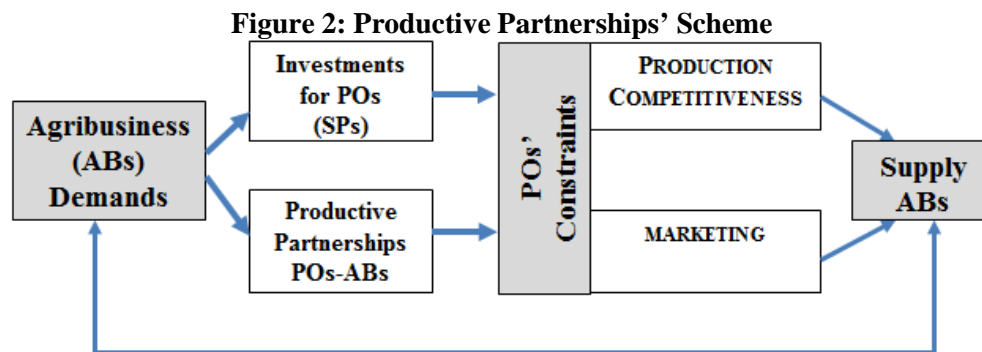 Figure 2: Productive Partnerships' Scheme
Agribusiness
(ABs)
Demands
Investments
for POs
(SPs)
Productive
Partnerships
POs-ABs
POs'
Constraints
PRODUCTION
COMPETITIVENESS
MARKETING
Supply
ABs